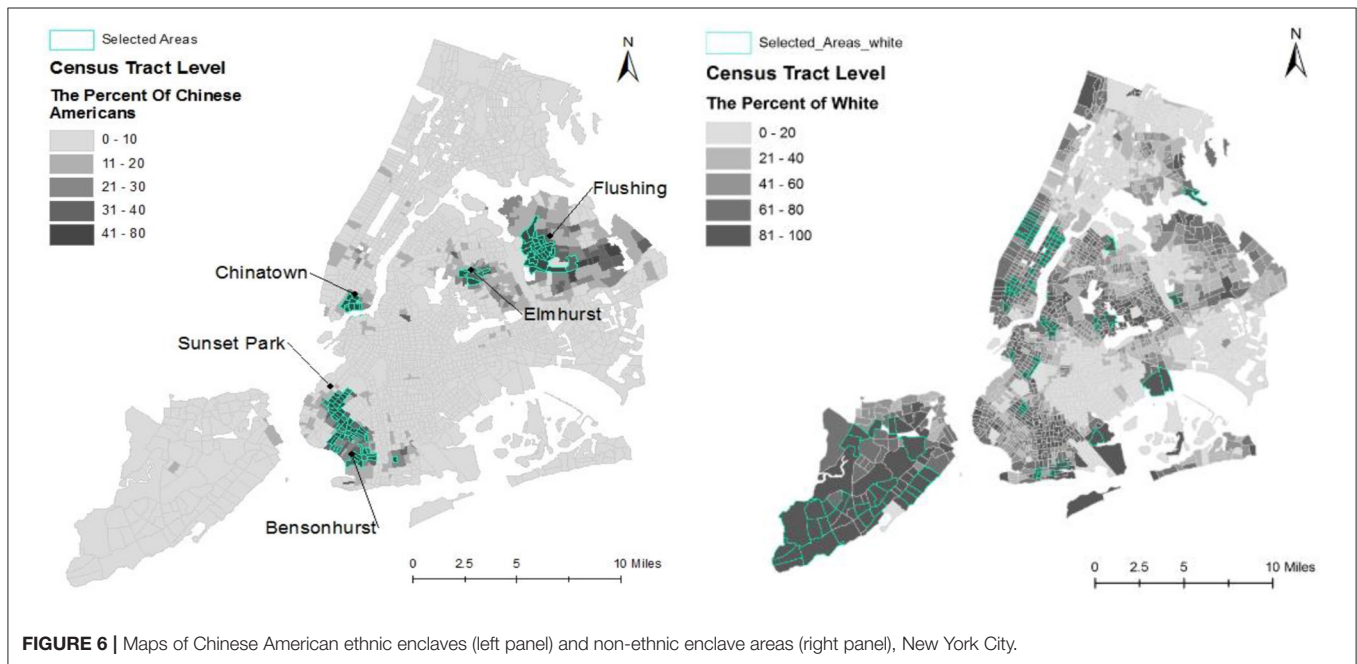 Selected Areas
Census Tract Level
The Percent Of Chinese
Americans
0 - 10
11 - 20
21 - 30
31 - 40
41 - 80
N
Flushing
Chinatown
Elmhurst
Sunset Park
Bensonhurst
0 2.5 5 10 Miles
Selected_Areas_white
Census Tract Level
The Percent of White
0 - 20
21 - 40
41 - 60
61 - 80
81 - 100
N
0 2.5 5 10 Miles
FIGURE 6 | Maps of Chinese American ethnic enclaves (left panel) and non-ethnic enclave areas (right panel), New York City.